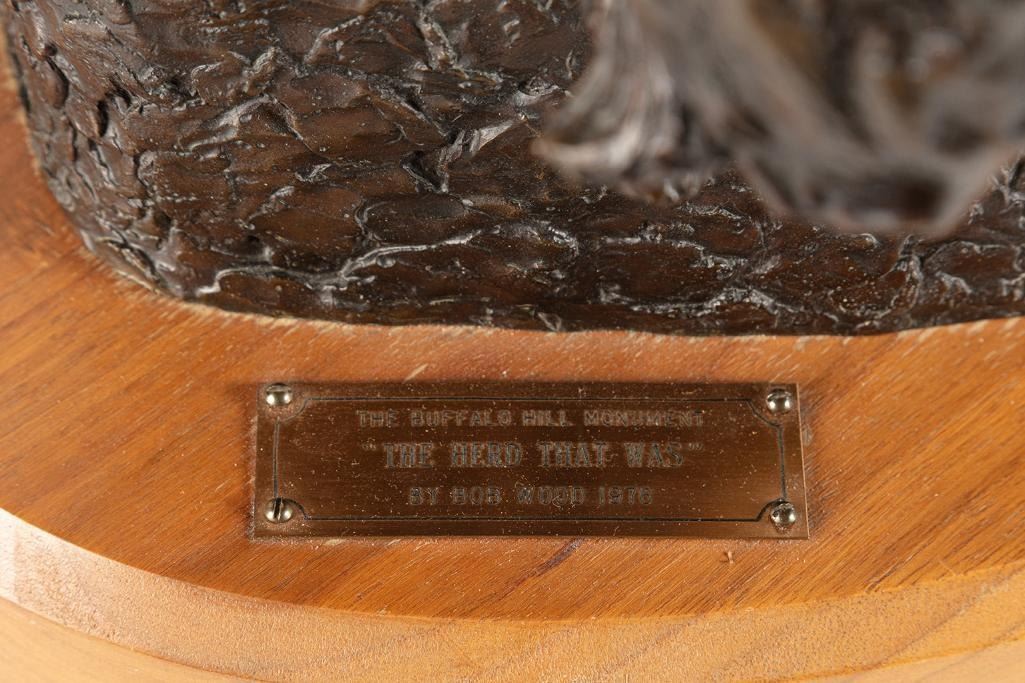 THE BUFFALO HILL MONUMENT
"THE HERD THAT WAS"
BY BOB WOOD 1976